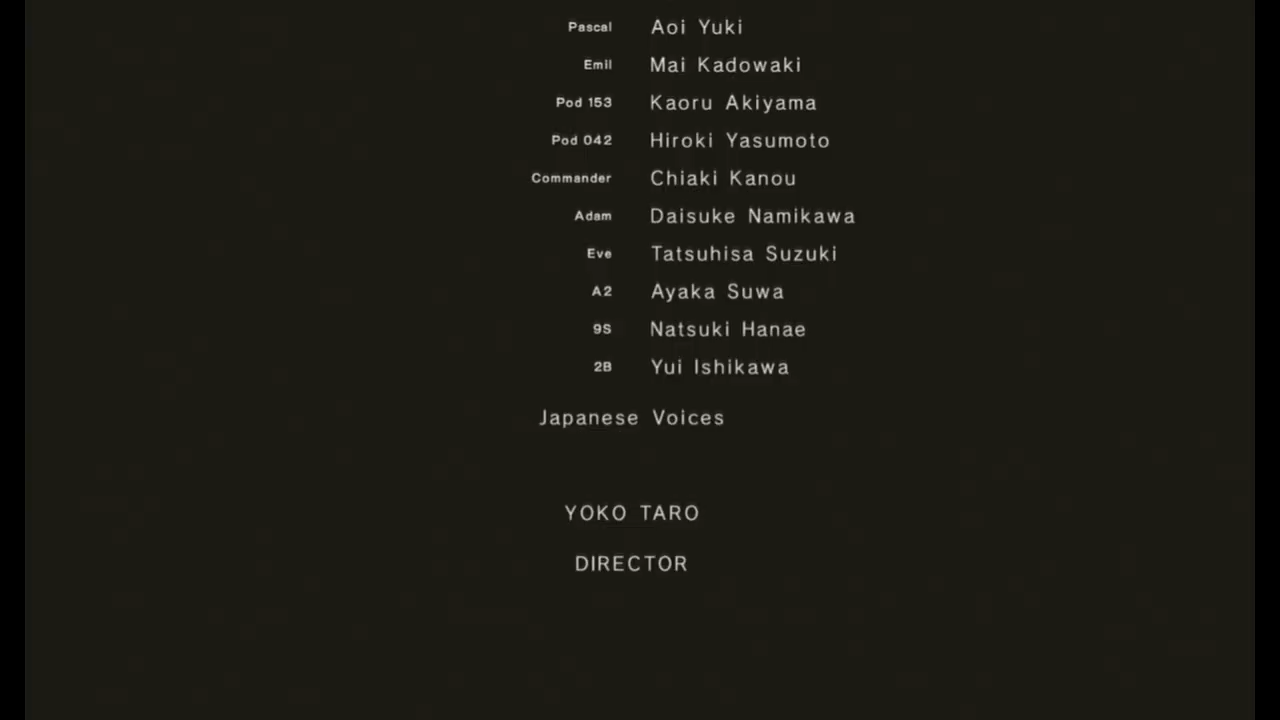 Pascal Aoi Yuki
Emil Mai Kadowaki
Pod 153 Kaoru Akiyama
Pod 042 Hiroki Yasumoto
Commander Chiaki Kanou
Adam Daisuke Namikawa
Eve Tatsuhisa Suzuki
A2 Ayaka Suwa
9S Natsuki Hanae
2B Yui Ishikawa
Japanese Voices
YOKO TARO
DIRECTOR